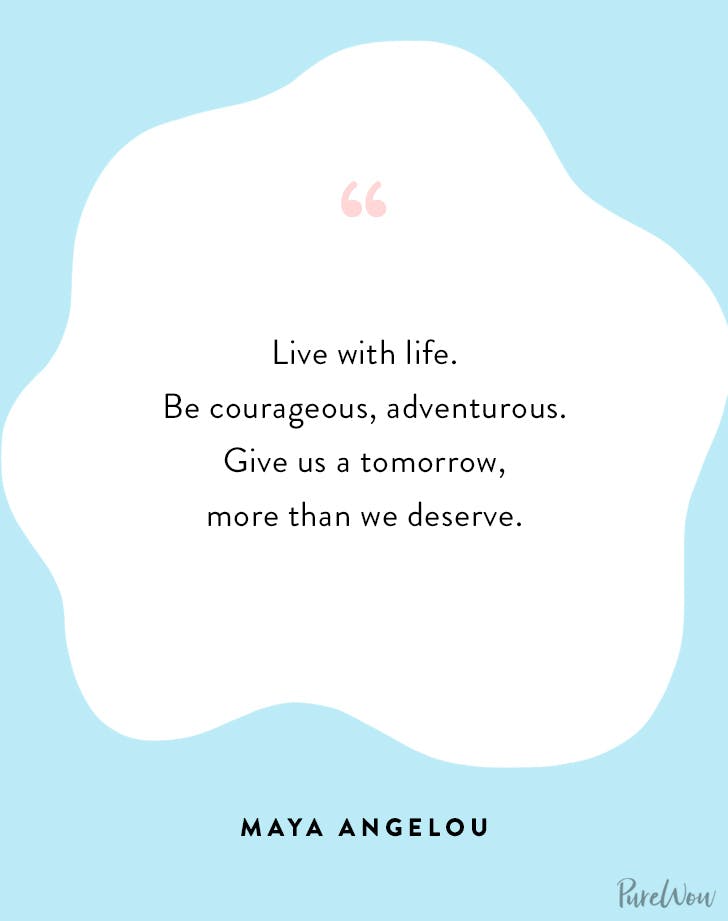 “
Live with life.
Be courageous, adventurous.
Give us a tomorrow,
more than we deserve.
MAYA ANGELOU
PureWow